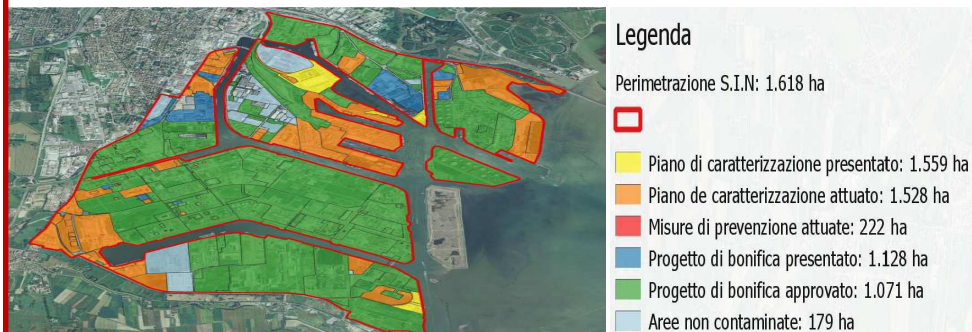 Legenda
Perimetrazione S.I.N: 1.618 ha
Piano di caratterizzazione presentato: 1.559 ha
Piano de caratterizzazione attuato: 1.528 ha
Misure di prevenzione attuate: 222 ha
Progetto di bonifica presentato: 1.128 ha
Progetto di bonifica approvato: 1.071 ha
Aree non contaminate: 179 ha